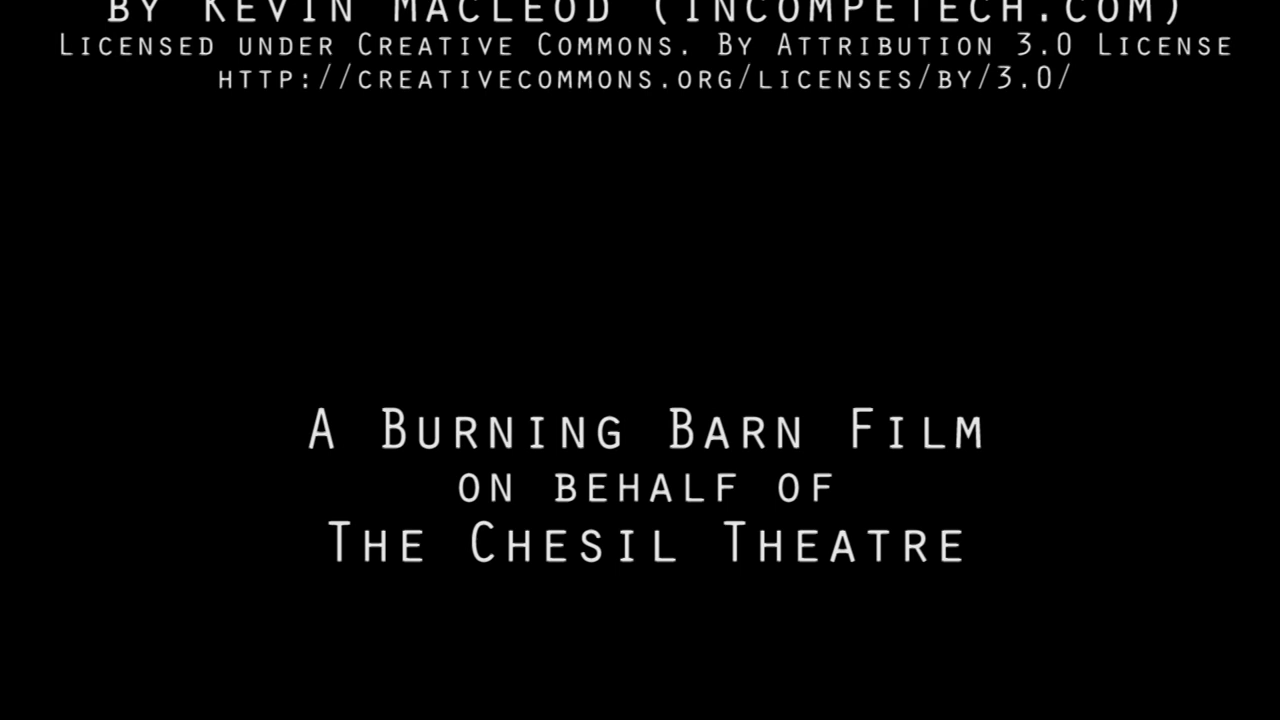 by Kevin MacLeod (incompetech.com)
Licensed under Creative Commons. By Attribution 3.0 License
http://creativecommons.org/licenses/by/3.0/
A Burning Barn Film
on behalf of
The Chesil Theatre